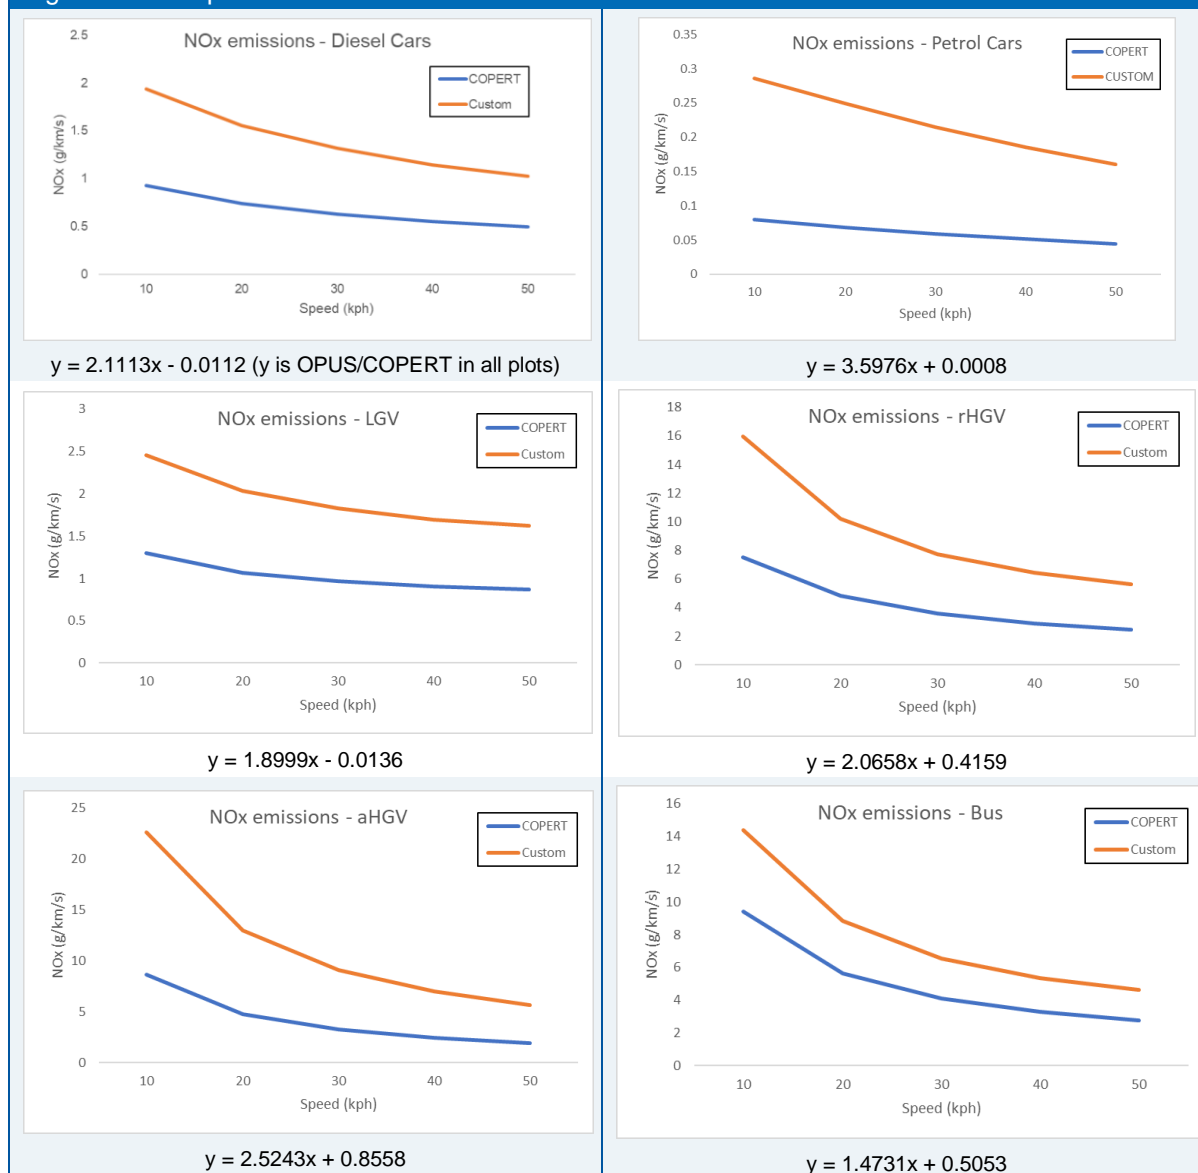 NOx emissions - Diesel Cars
2.5
2
1.5
1
0.5
0
NOx (g/km/s)
10 20 30 40 50
Speed (kph)
COPERT
Custom
y = 2.1113x - 0.0112 (y is OPUS/COPERT in all plots)
NOx emissions - Petrol Cars
0.35
0.3
0.25
0.2
0.15
0.1
0.05
0
NOx (g/km/s)
10 20 30 40 50
Speed (kph)
COPERT
CUSTOM
y = 3.5976x + 0.0008
NOx emissions - LGV
3
2.5
2
1.5
1
0.5
0
NOx (g/km/s)
10 20 30 40 50
Speed (kph)
COPERT
Custom
y = 1.8999x - 0.0136
NOx emissions - rHGV
18
16
14
12
10
8
6
4
2
0
NOx (g/km/s)
10 20 30 40 50
Speed (kph)
COPERT
Custom
y = 2.0658x + 0.4159
NOx emissions - aHGV
25
20
15
10
5
0
NOx (g/km/s)
10 20 30 40 50
Speed (kph)
COPERT
Custom
y = 2.5243x + 0.8558
NOx emissions - Bus
16
14
12
10
8
6
4
2
0
NOx (g/km/s)
10 20 30 40 50
Speed (kph)
COPERT
Custom
y = 1.4731x + 0.5053